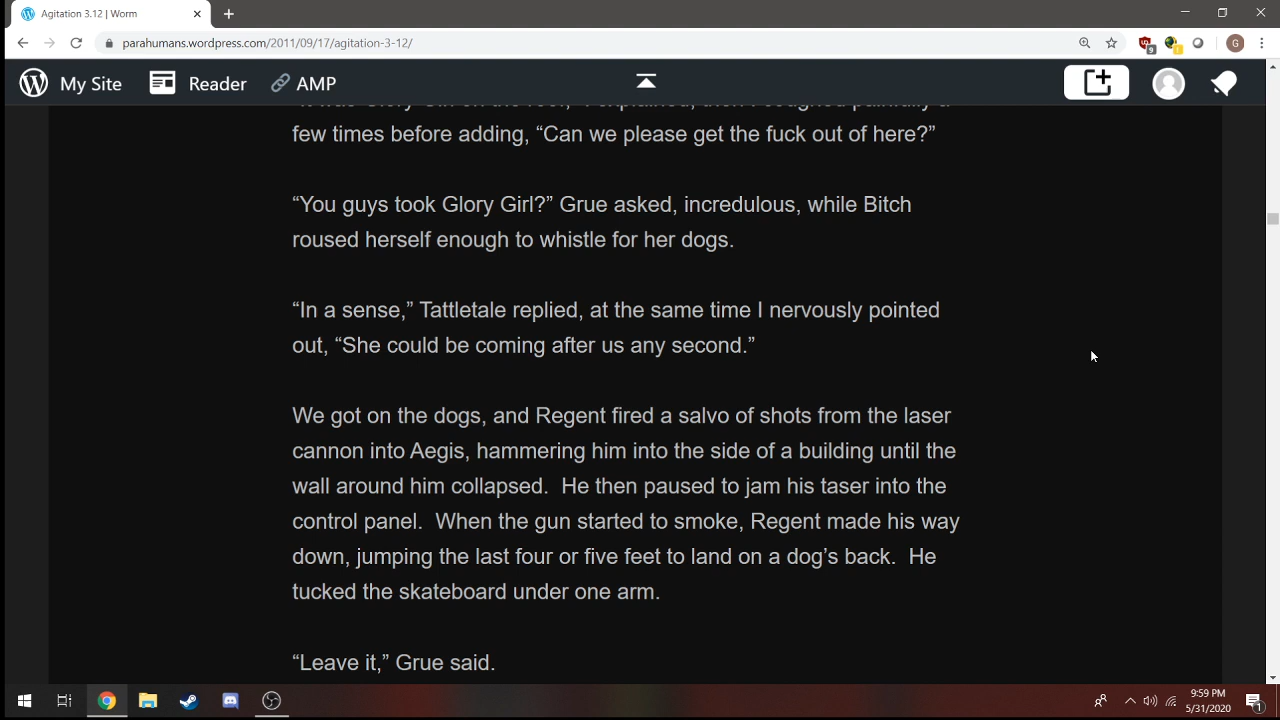 Agitation 3.12 | Worm
parahumans.wordpress.com/2011/09/17/agitation-3-12/
9
G
My Site
Reader
AMP
few times before adding, “Can we please get the fuck out of here?”
“You guys took Glory Girl?” Grue asked, incredulous, while Bitch
roused herself enough to whistle for her dogs.
“In a sense,” Tattletale replied, at the same time I nervously pointed
out, “She could be coming after us any second.”
We got on the dogs, and Regent fired a salvo of shots from the laser
cannon into Aegis, hammering him into the side of a building until the
wall around him collapsed.  He then paused to jam his taser into the
control panel.  When the gun started to smoke, Regent made his way
down, jumping the last four or five feet to land on a dog’s back.  He
tucked the skateboard under one arm.
“Leave it,” Grue said.
9:59 PM
5/31/2020
1